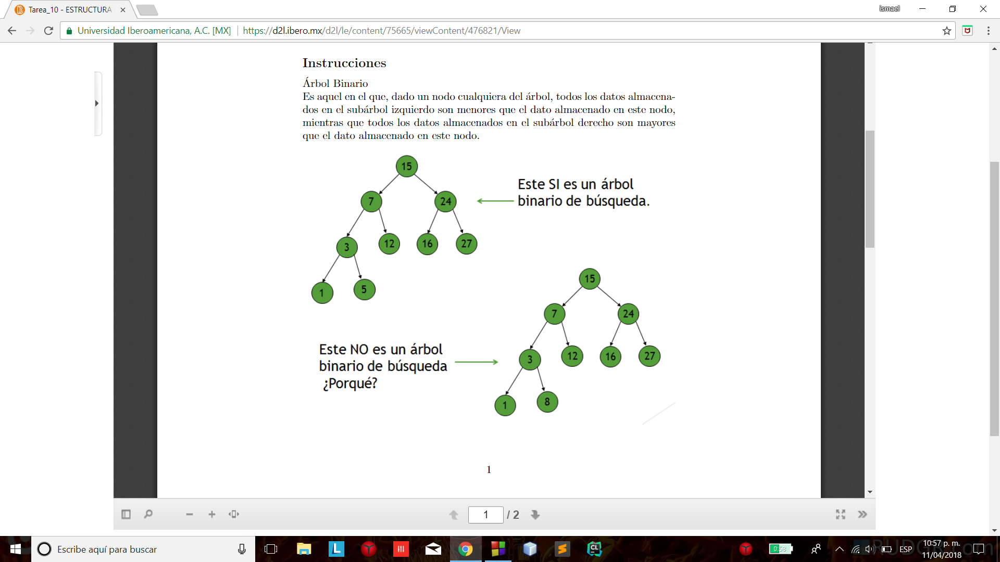 Tarea_10 - ESTRUCTURA
ismael
Universidad Iberoamericana, A.C. [MX]
https://d2l.ibero.mx/d2l/le/content/75665/viewContent/476821/View
Instrucciones
Árbol Binario
Es aquel en el que, dado un nodo cualquiera del árbol, todos los datos almacena-
dos en el subárbol izquierdo son menores que el dato almacenado en este nodo,
mientras que todos los datos almacenados en el subárbol derecho son mayores
que el dato almacenado en este nodo.
15
7 24
3 12 16 27
1 5
Este SI es un árbol
binario de búsqueda.
Este NO es un árbol
binario de búsqueda
¿Porqué?
15
7 24
3 12 16 27
1 8
1
1 / 2
Escribe aquí para buscar
L
CL
0:58
ESP
10:57 p. m.
11/04/2018